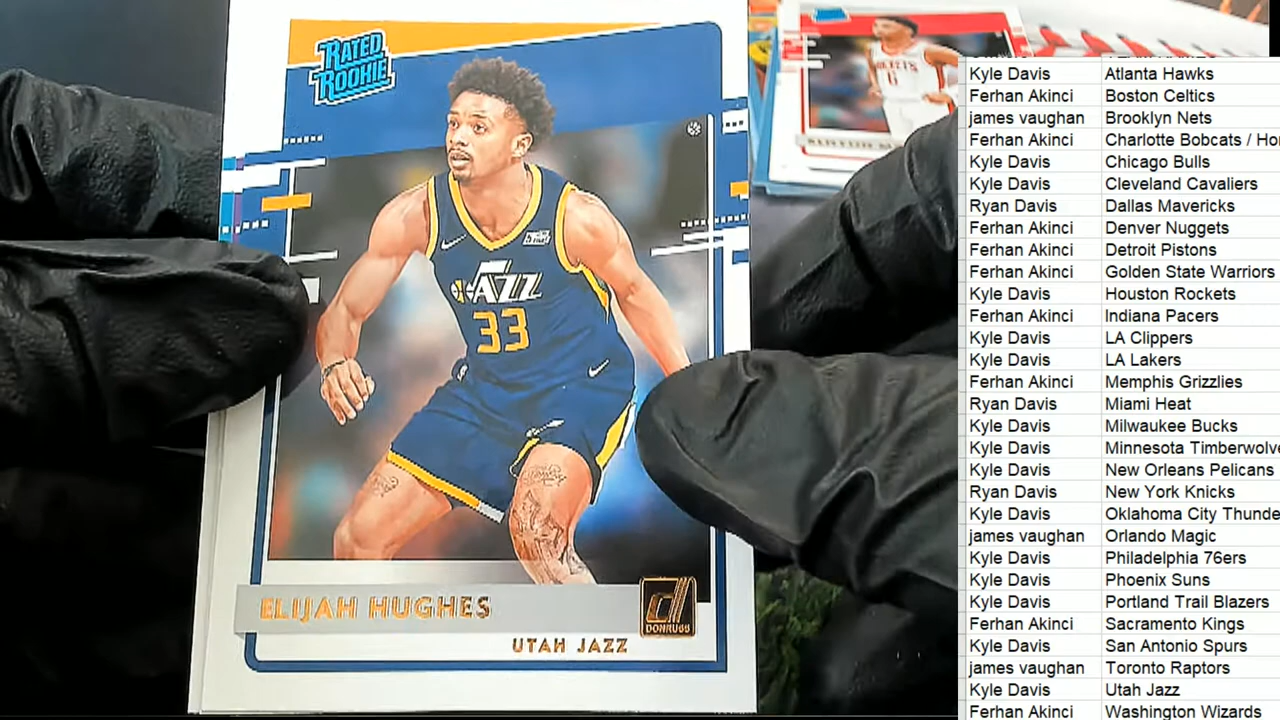 RATED
ROOKIE
JAZZ
33
ELIJAH HUGHES
DONRUSS
UTAH JAZZ
6
Kyle Davis Atlanta Hawks
Ferhan Akinci Boston Celtics
james vaughan Brooklyn Nets
Ferhan Akinci Charlotte Bobcats / Ho
Kyle Davis Chicago Bulls
Kyle Davis Cleveland Cavaliers
Ryan Davis Dallas Mavericks
Ferhan Akinci Denver Nuggets
Ferhan Akinci Detroit Pistons
Ferhan Akinci Golden State Warriors
Kyle Davis Houston Rockets
Ferhan Akinci Indiana Pacers
Kyle Davis LA Clippers
Kyle Davis LA Lakers
Ferhan Akinci Memphis Grizzlies
Ryan Davis Miami Heat
Kyle Davis Milwaukee Bucks
Kyle Davis Minnesota Timberwolve
Kyle Davis New Orleans Pelicans
Ryan Davis New York Knicks
Kyle Davis Oklahoma City Thunde
james vaughan Orlando Magic
Kyle Davis Philadelphia 76ers
Kyle Davis Phoenix Suns
Kyle Davis Portland Trail Blazers
Ferhan Akinci Sacramento Kings
Kyle Davis San Antonio Spurs
james vaughan Toronto Raptors
Kyle Davis Utah Jazz
Ferhan Akinci Washington Wizards